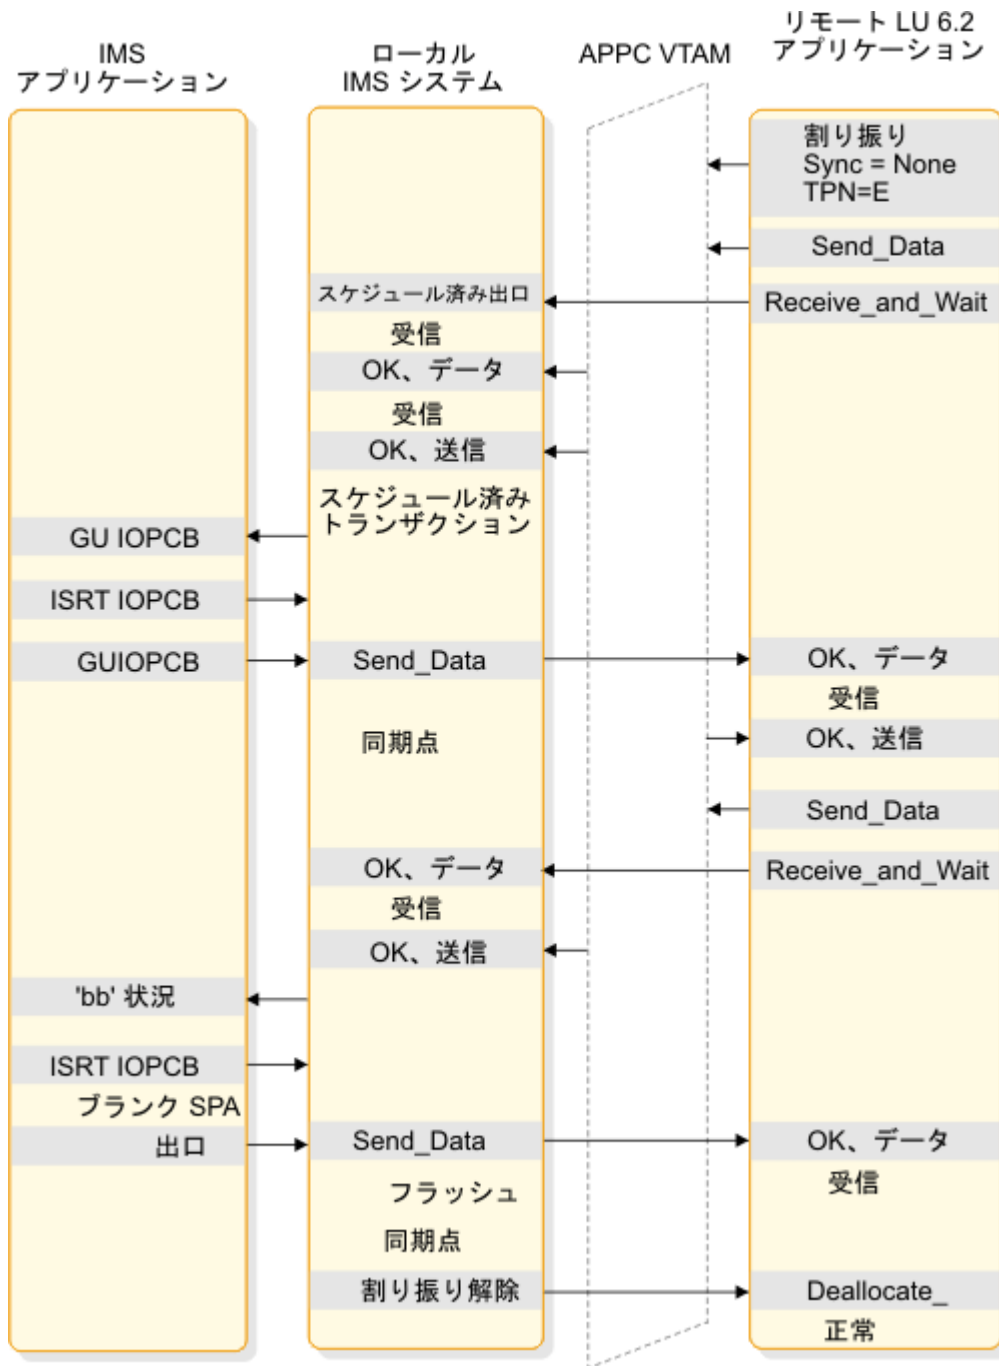 IMS
アプリケーション
ローカル
IMS システム
APPC VTAM
リモート LU 6.2
アプリケーション
割り振り
Sync = None
TPN=E
Send_Data
スケジュール済み出口
Receive_and_Wait
受信
OK、データ
受信
OK、送信
スケジュール済み
トランザクション
GU IOPCB
ISRT IOPCB
GUIOPCB
Send_Data
OK、データ
受信
同期点
OK、送信
Send_Data
OK、データ
Receive_and_Wait
受信
OK、送信
'bb' 状況
ISRT IOPCB
ブランク SPA
出口
Send_Data
OK、データ
受信
フラッシュ
同期点
割り振り解除
Deallocate_
正常